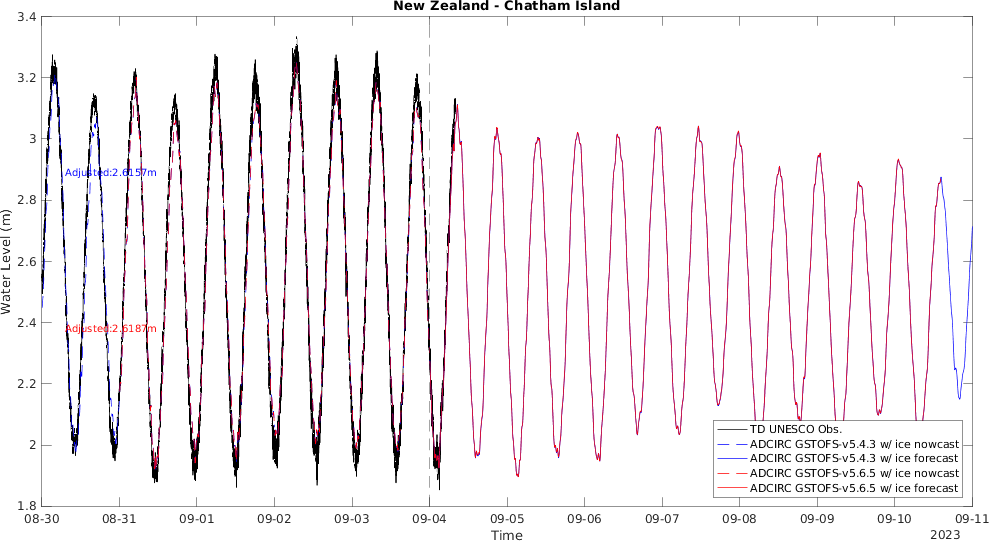 New Zealand - Chatham Island
3.4
3.2
3
2.8
2.6
2.4
2.2
2
1.8
Water Level (m)
Adjusted:2.6157m
Adjusted:2.6187m
TD UNESCO Obs.
ADCIRC GSTOFS-v5.4.3 w/ ice nowcast
ADCIRC GSTOFS-v5.4.3 w/ ice forecast
ADCIRC GSTOFS-v5.6.5 w/ ice nowcast
ADCIRC GSTOFS-v5.6.5 w/ ice forecast
08-30 08-31 09-01 09-02 09-03 09-04 09-05 09-06 09-07 09-08 09-09 09-10 09-11
Time
2023